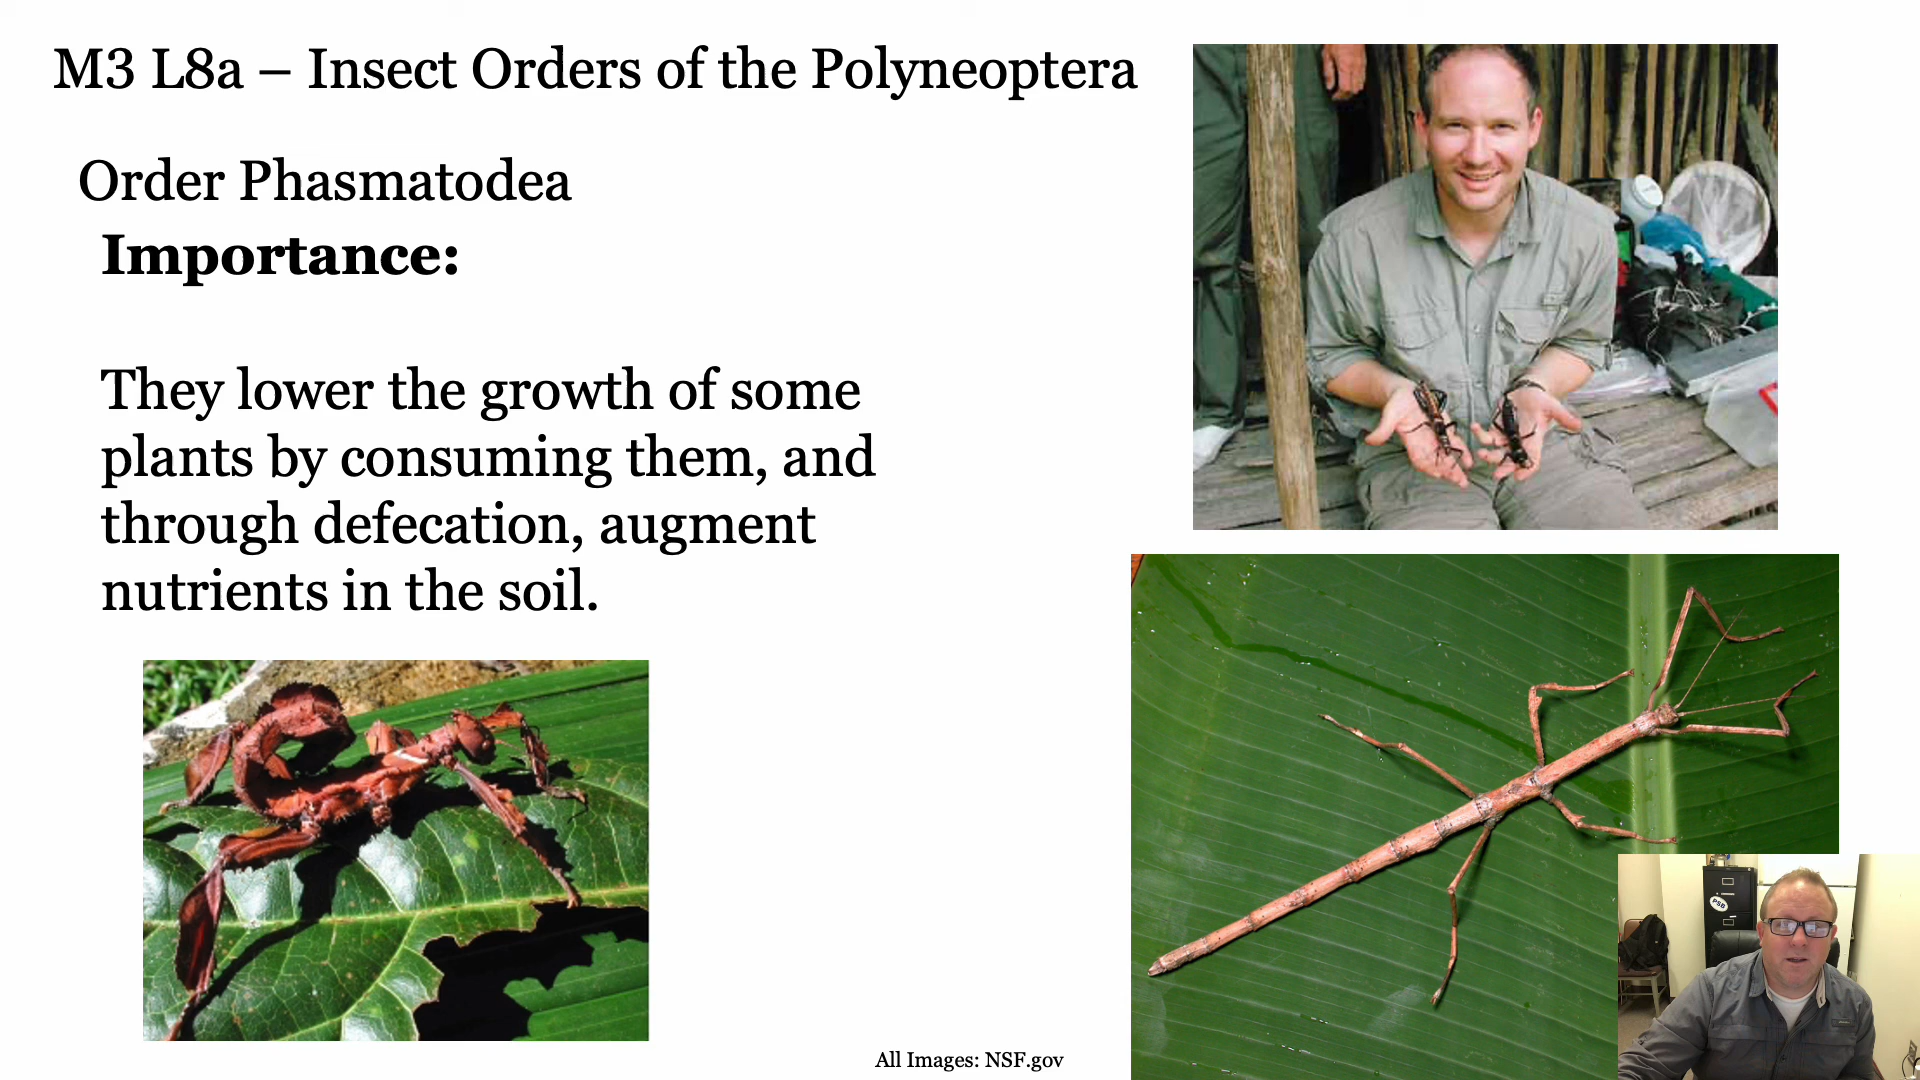 M3 L8a – Insect Orders of the Polyneoptera
Order Phasmatodea
Importance:
They lower the growth of some
plants by consuming them, and
through defecation, augment
nutrients in the soil.
PSB
All Images: NSF.gov